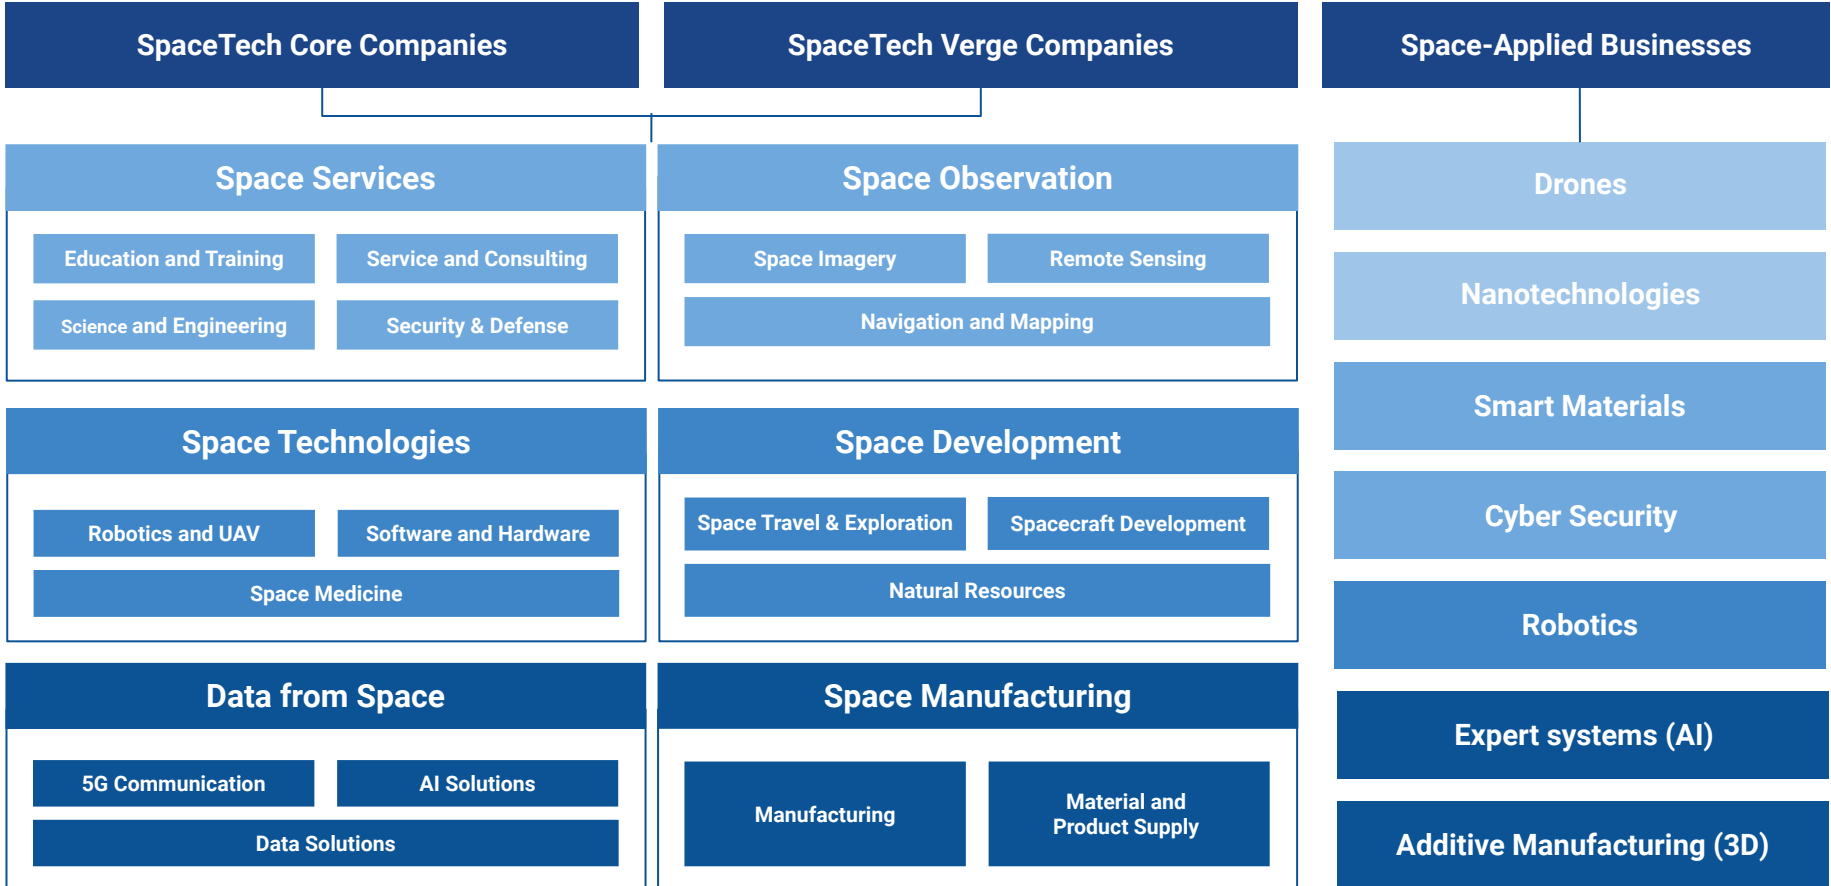 SpaceTech Core Companies
SpaceTech Verge Companies
Space-Applied Businesses
Space Services
Education and Training
Service and Consulting
Science and Engineering
Security & Defense
Space Observation
Space Imagery
Remote Sensing
Navigation and Mapping
Space Technologies
Robotics and UAV
Software and Hardware
Space Medicine
Space Development
Space Travel & Exploration
Spacecraft Development
Natural Resources
Data from Space
5G Communication
AI Solutions
Data Solutions
Space Manufacturing
Manufacturing
Material and
Product Supply
Drones
Nanotechnologies
Smart Materials
Cyber Security
Robotics
Expert systems (AI)
Additive Manufacturing (3D)